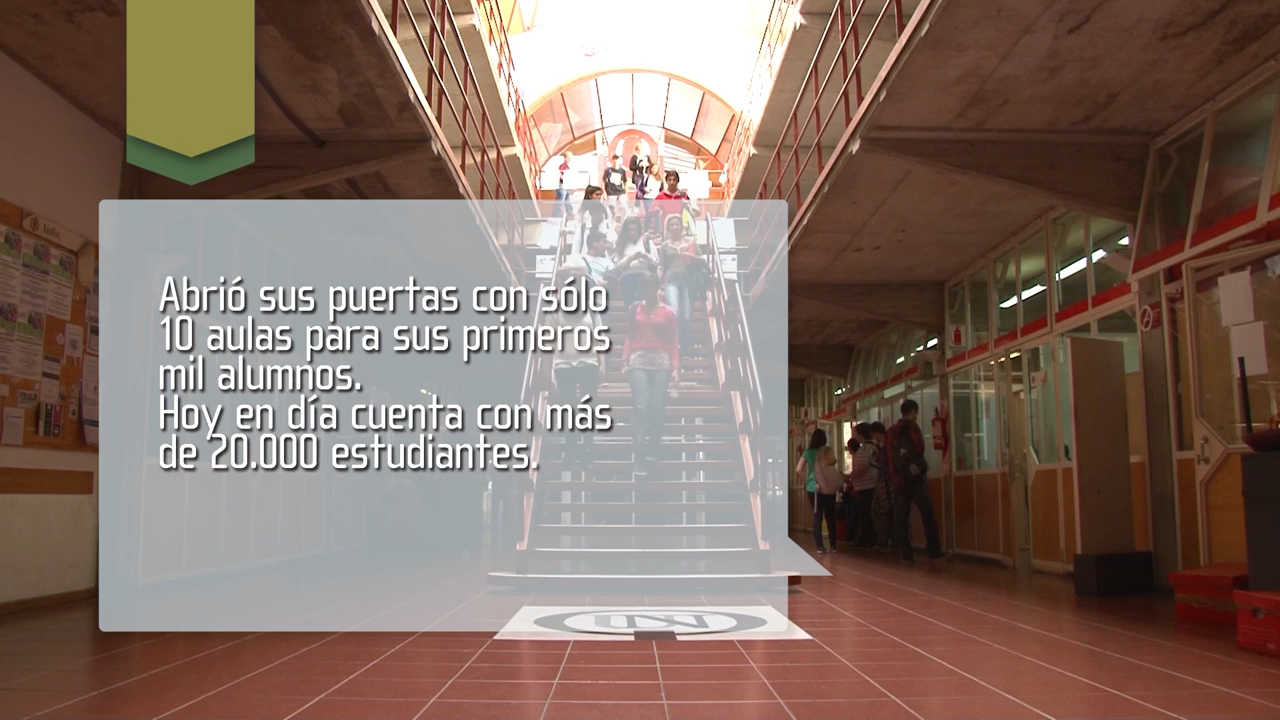 Abrió sus puertas con sólo
10 aulas para sus primeros
mil alumnos.
Hoy en día cuenta con más
de 20.000 estudiantes.